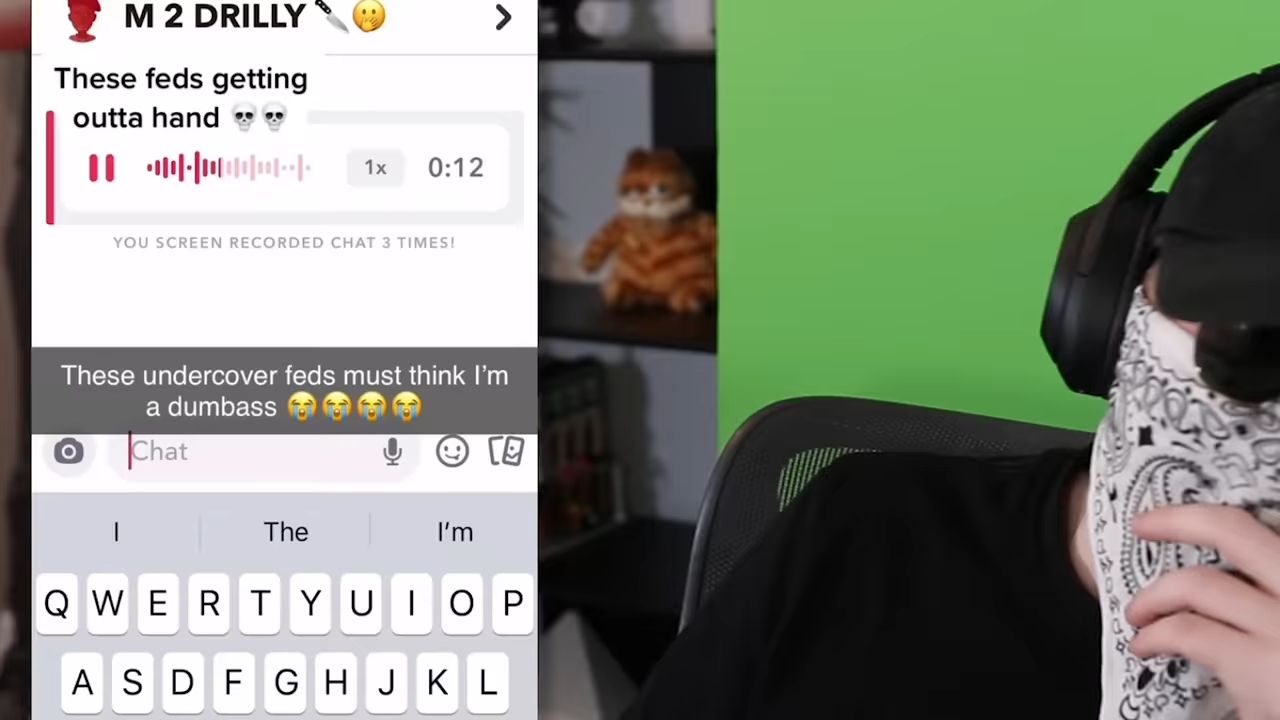 M 2 DRILLY 🔪🤭
These feds getting
outta hand 💀💀
1x
0:12
YOU SCREEN RECORDED CHAT 3 TIMES!
These undercover feds must think I'm
a dumbass 😭😭😭😭
Chat
I The I'm
Q W E R T Y U I O P
A S D F G H J K L